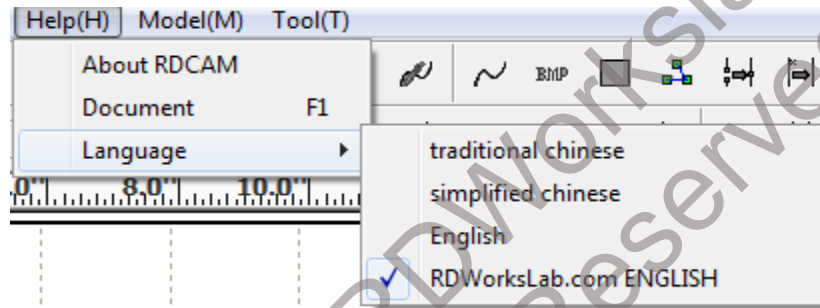 Help(H) Model(M) Tool(T)
About RDCAM
Document F1
Language
BMP
traditional chinese
simplified chinese
English
RDWorksLab.com ENGLISH
8.0" 10.0"